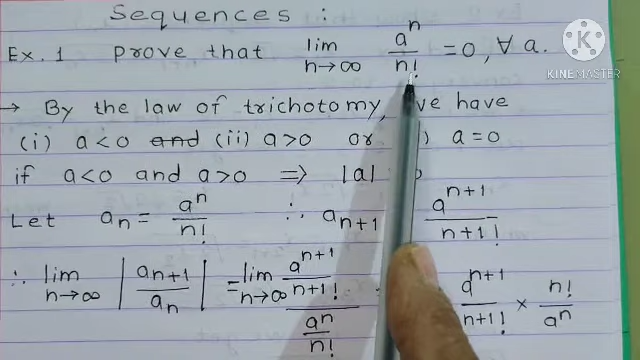 Sequences :
Ex. 1 Prove that lim n→∞ a^n/n! = 0, ∀ a.
KINEMASTER
→ By the law of trichotomy, we have
(i) a<0 and (ii) a>0 or ) a=0
if a<0 and a>0 ⟹ |a|
Let a_n = a^n/n! ∴ a_{n+1} a^{n+1}/n+1!
∴ lim n→∞ |a_{n+1}/a_n| = lim n→∞ a^{n+1}/(n+1)! / a^n/n! a^{n+1}/(n+1)! × n!/a^n